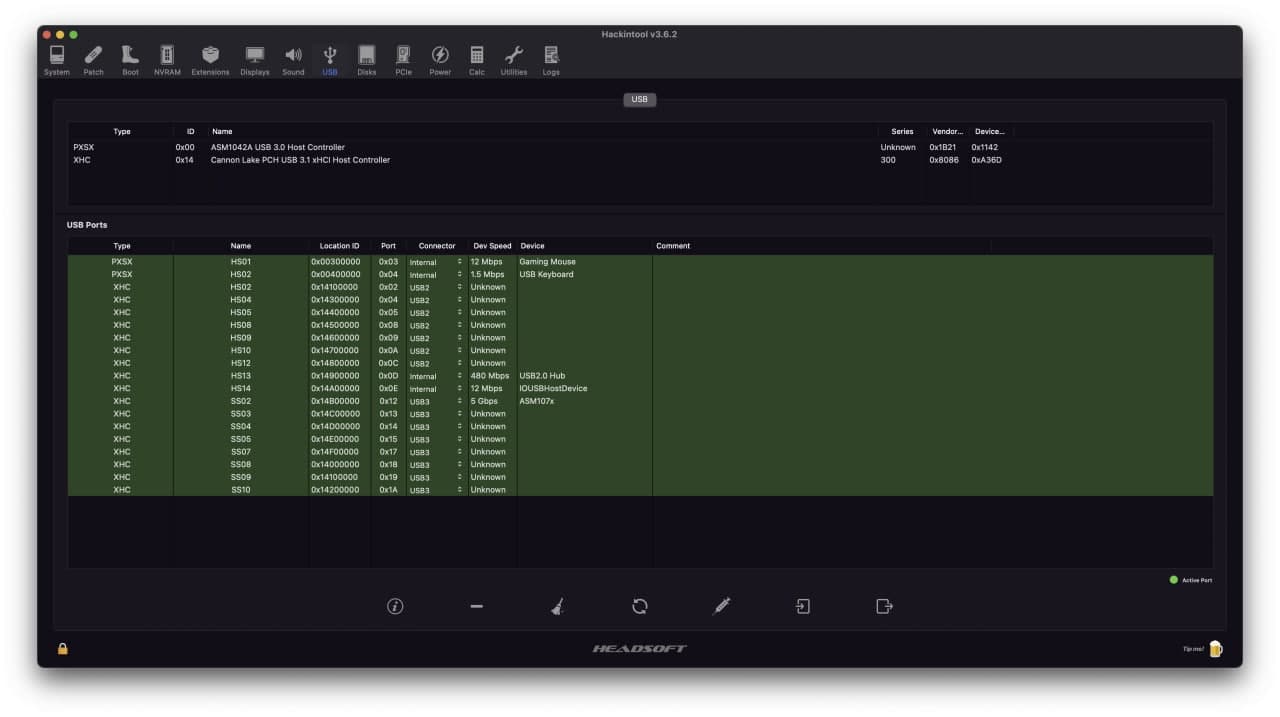 Hackintool v3.6.2
System Patch Boot NVRAM Extensions Displays Sound USB Disks PCIe Power Calc Utilities Logs
USB
Type ID Name Series Vendor... Device...
PXSX 0x00 ASM1042A USB 3.0 Host Controller Unknown 0x1B21 0x1142
XHC 0x14 Cannon Lake PCH USB 3.1 xHCI Host Controller 300 0x8086 0xA36D
USB Ports
Type Name Location ID Port Connector Dev Speed Device Comment
PXSX HS01 0x00300000 0x03 Internal 12 Mbps Gaming Mouse
PXSX HS02 0x00400000 0x04 Internal 1.5 Mbps USB Keyboard
XHC HS02 0x14100000 0x02 USB2 Unknown
XHC HS04 0x14300000 0x04 USB2 Unknown
XHC HS05 0x14400000 0x05 USB2 Unknown
XHC HS08 0x14500000 0x08 USB2 Unknown
XHC HS09 0x14600000 0x09 USB2 Unknown
XHC HS10 0x14700000 0x0A USB2 Unknown
XHC HS12 0x14800000 0x0C USB2 Unknown
XHC HS13 0x14900000 0x0D Internal 480 Mbps USB2.0 Hub
XHC HS14 0x14A00000 0x0E Internal 12 Mbps IOUSBHostDevice
XHC SS02 0x14B00000 0x12 USB3 5 Gbps ASM107x
XHC SS03 0x14C00000 0x13 USB3 Unknown
XHC SS04 0x14D00000 0x14 USB3 Unknown
XHC SS05 0x14E00000 0x15 USB3 Unknown
XHC SS07 0x14F00000 0x17 USB3 Unknown
XHC SS08 0x14000000 0x18 USB3 Unknown
XHC SS09 0x14100000 0x19 USB3 Unknown
XHC SS10 0x14200000 0x1A USB3 Unknown
Active Port
HEADSOFT
Tip me!